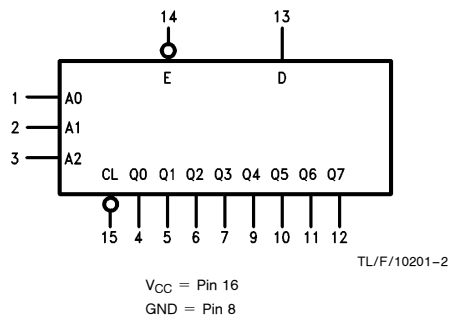 14 13
E D
1 A0
2 A1
3 A2
CL Q0 Q1 Q2 Q3 Q4 Q5 Q6 Q7
15 4 5 6 7 9 10 11 12
TL/F/10201–2
VCC = Pin 16
GND = Pin 8